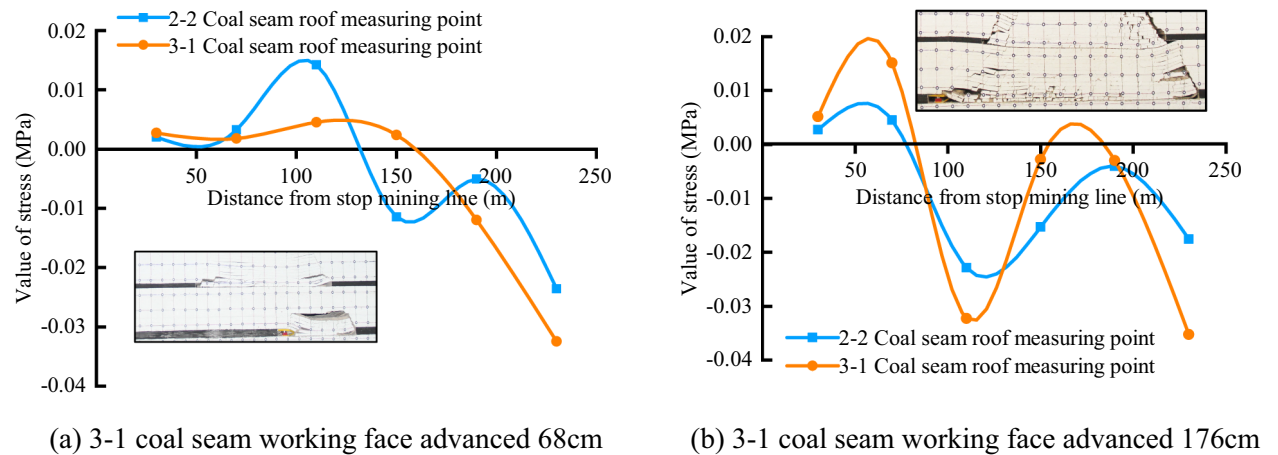 2-2 Coal seam roof measuring point
3-1 Coal seam roof measuring point
0.02
0.01
0.00
-0.01
-0.02
-0.03
-0.04
Value of stress (MPa)
0
50
100
150
200
250
Distance from stop mining line (m)
(a) 3-1 coal seam working face advanced 68cm
0.02
0.01
0.00
-0.01
-0.02
-0.03
-0.04
Value of stress (MPa)
0
50
100
150
200
250
Distance from stop mining line (m)
2-2 Coal seam roof measuring point
3-1 Coal seam roof measuring point
(b) 3-1 coal seam working face advanced 176cm